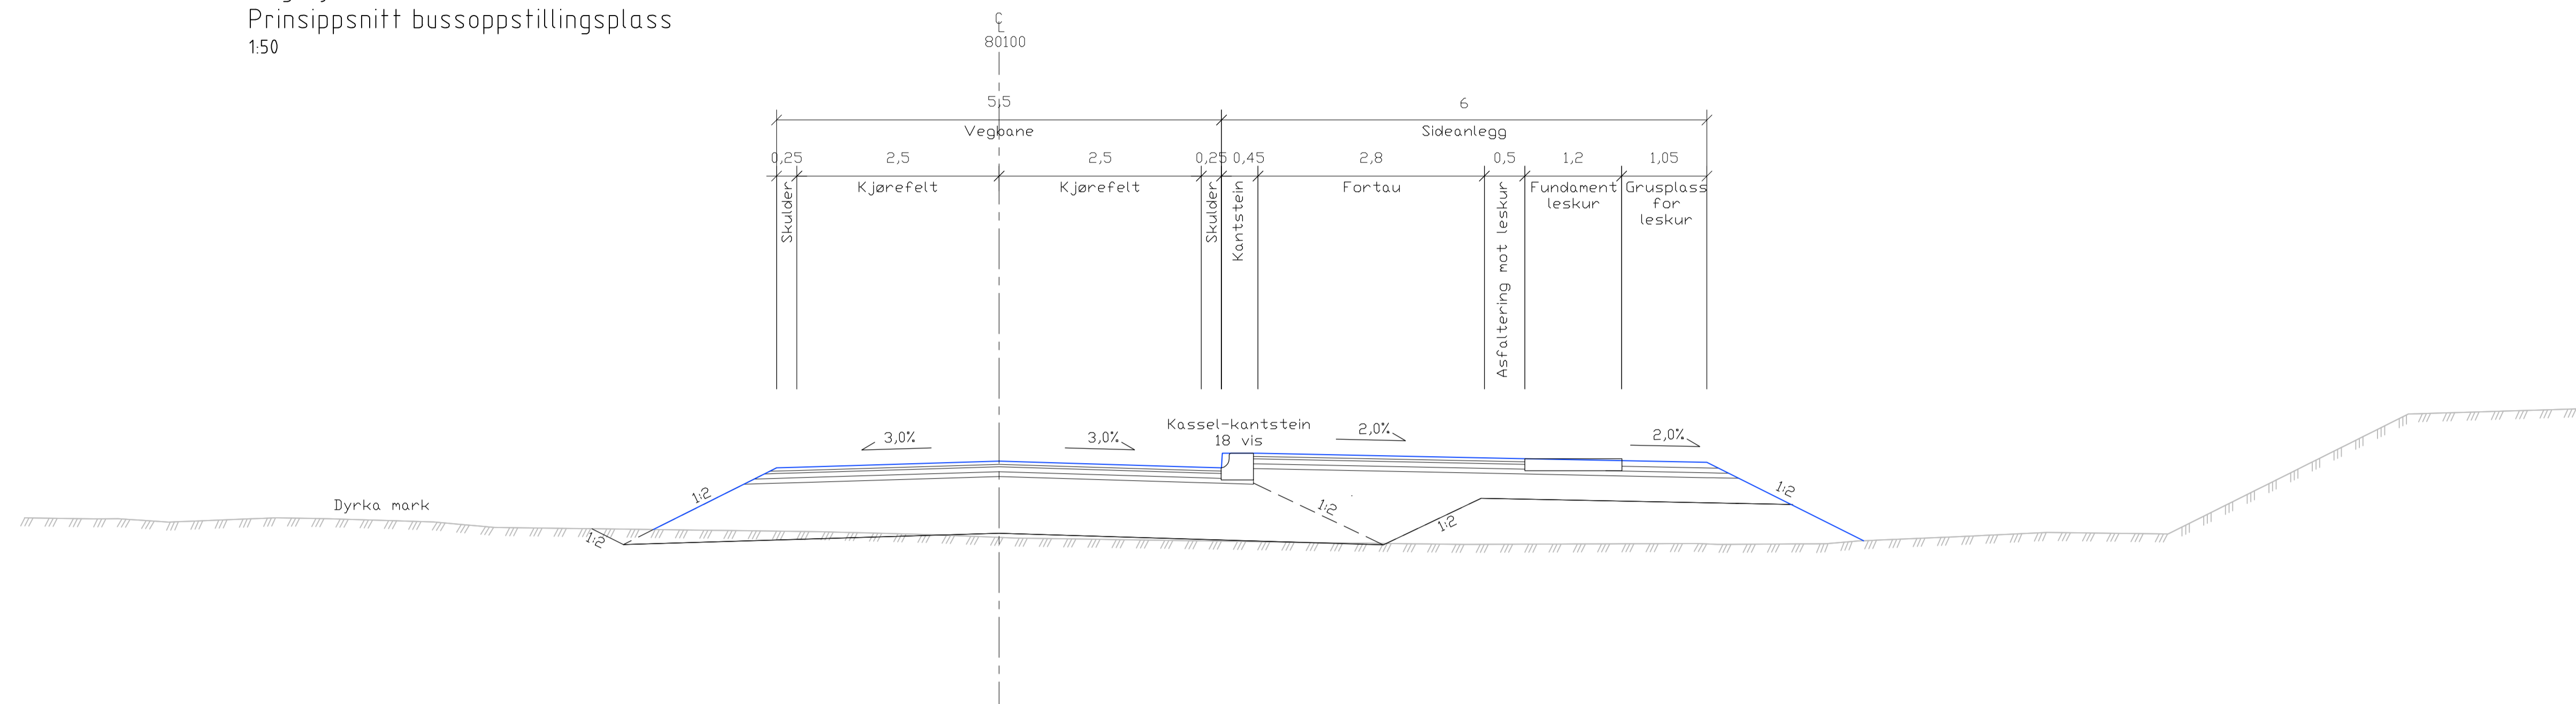 Prinsippsnitt bussoppstillingsplass
1:50
CL
80100
5,5 6
Vegbane Sideanlegg
0,25 2,5 2,5 0,25 0,45 2,8 0,5 1,2 1,05
Skulder
Kjørefelt
Kjørefelt
Skulder
Kantstein
Fortau
Asfaltering mot leskur
Fundament
leskur
Grusplass
for
leskur
3,0%
3,0%
Kassel-kantstein
18 vis
2,0%
2,0%
Dyrka mark
1:2
1:2
1:2
1:2
1:2